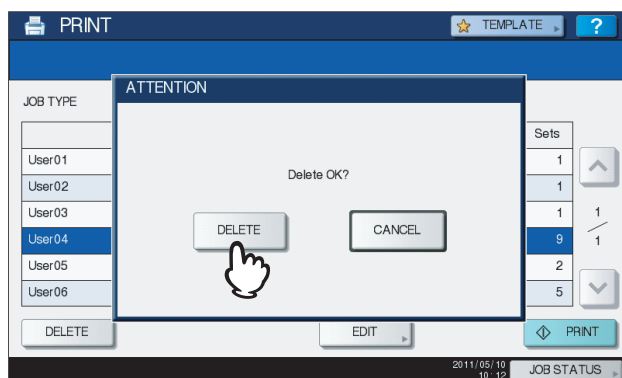 PRINT
TEMPLATE
?
ATTENTION
JOB TYPE
Sets
User01 1
Delete OK?
User02 1
User03 1 1
DELETE CANCEL
User04 9 1
User05 2
User06 5
DELETE EDIT PRINT
2011/05/10
10:12 JOB STATUS